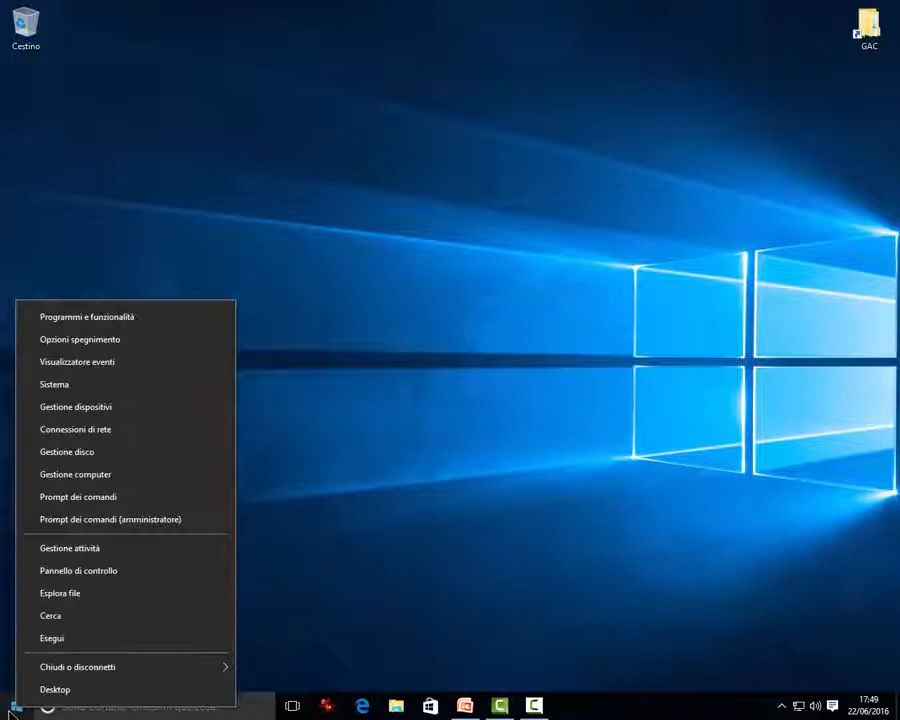 Cestino
GAC
Programmi e funzionalità
Opzioni spegnimento
Visualizzatore eventi
Sistema
Gestione dispositivi
Connessioni di rete
Gestione disco
Gestione computer
Prompt dei comandi
Prompt dei comandi (amministratore)
Gestione attività
Pannello di controllo
Esplora file
Cerca
Esegui
Chiudi o disconnetti
Desktop
17:49
22/06/2016